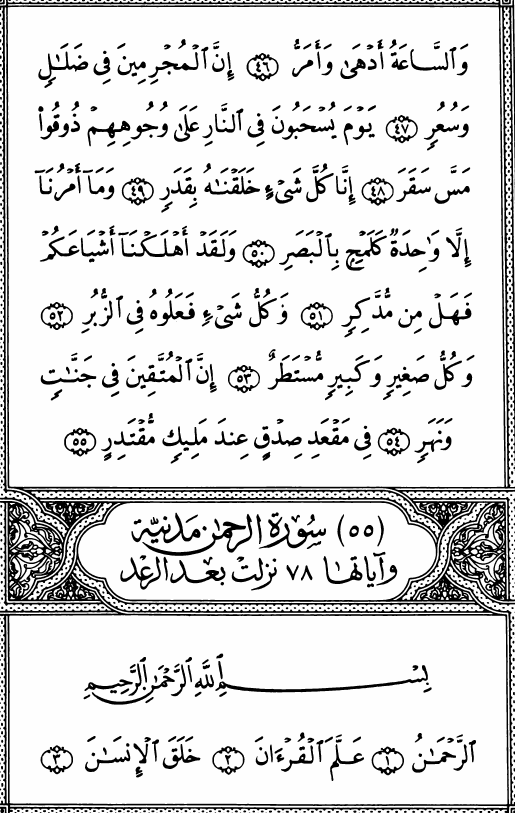 وَٱلسَّاعَةُ أَدۡهَىٰ وَأَمَرُّ ٤٦ إِنَّ ٱلۡمُجۡرِمِينَ فِي ضَلَٰلٖ
وَسُعُرٖ ٤٧ يَوۡمَ يُسۡحَبُونَ فِي ٱلنَّارِ عَلَىٰ وُجُوهِهِمۡ ذُوقُواْ
مَسَّ سَقَرَ ٤٨ إِنَّا كُلَّ شَيۡءٍ خَلَقۡنَٰهُ بِقَدَرٖ ٤٩ وَمَآ أَمۡرُنَآ
إِلَّا وَٰحِدَةٞ كَلَمۡحِۭ بِٱلۡبَصَرِ ٥٠ وَلَقَدۡ أَهۡلَكۡنَآ أَشۡيَاعَكُمۡ
فَهَلۡ مِن مُّدَّكِرٖ ٥١ وَكُلُّ شَيۡءٖ فَعَلُوهُ فِي ٱلزُّبُرِ ٥٢
وَكُلُّ صَغِيرٖ وَكَبِيرٖ مُّسۡتَطَرٌ ٥٣ إِنَّ ٱلۡمُتَّقِينَ فِي جَنَّٰتٖ
وَنَهَرٖ ٥٤ فِي مَقۡعَدِ صِدۡقٍ عِندَ مَلِيكٖ مُّقۡتَدِرِۭ ٥٥
(٥٥) سُورَة الرحمٰن مَدنيَّة
وآياتها ٧٨ نزلت بعد الرعد
بِسۡمِ ٱللَّهِ ٱلرَّحۡمَٰنِ ٱلرَّحِيمِ
ٱلرَّحۡمَٰنُ ١ عَلَّمَ ٱلۡقُرۡءَانَ ٢ خَلَقَ ٱلۡإِنسَٰنَ ٣